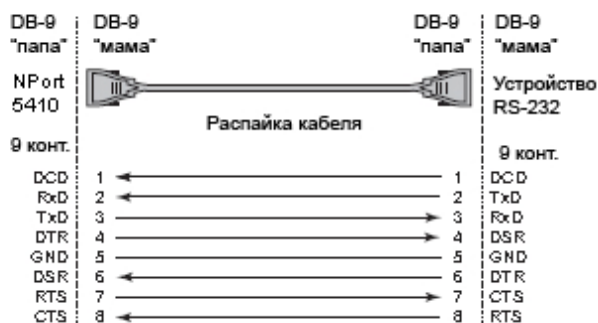 DB-9 DB-9 DB-9 DB-9
"папа" "мама" "папа" "мама"
NPort 5410
Устройство RS-232
Распайка кабеля
9 конт. 9 конт.
DCD 1 1 DCD
RxD 2 2 TxD
TxD 3 3 RxD
DTR 4 4 DSR
GND 5 5 GND
DSR 6 6 DTR
RTS 7 7 CTS
CTS 8 8 RTS